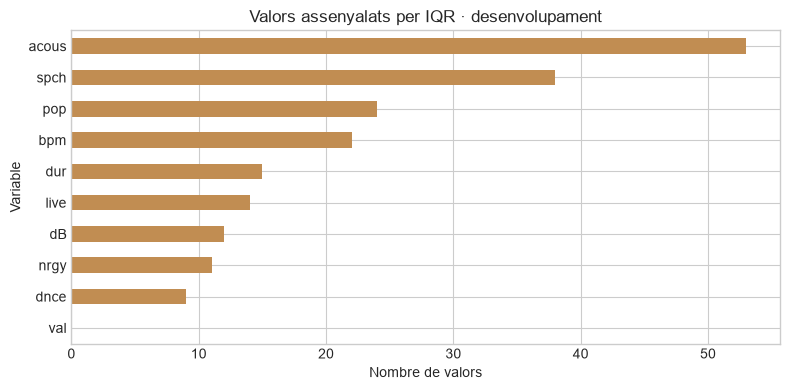 Valors assenyalats per IQR · desenvolupament
acous
spch
pop
bpm
dur
live
dB
nrgy
dnce
val
Variable
0 10 20 30 40 50
Nombre de valors